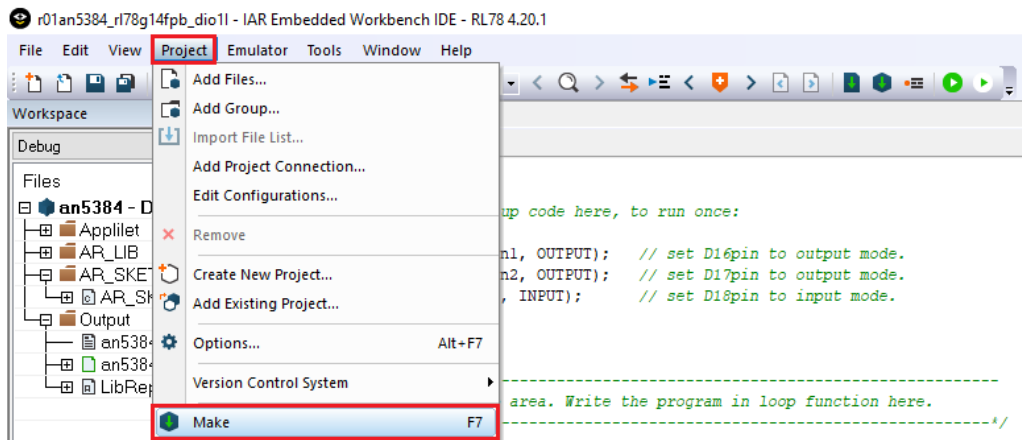 r01an5384_rl78g14fpb_dio1l - IAR Embedded Workbench IDE - RL78 4.20.1
File Edit View Project Emulator Tools Window Help
Workspace
Debug
Files
an5384 - D
Applilet
AR_LIB
AR_SKET
AR_SK
Output
an5384
an5384
LibRep
Add Files...
Add Group...
Import File List...
Add Project Connection...
Edit Configurations...
Remove
Create New Project...
Add Existing Project...
Options... Alt+F7
Version Control System
Make F7
up code here, to run once:
n1, OUTPUT); // set D16pin to output mode.
n2, OUTPUT); // set D17pin to output mode.
, INPUT); // set D18pin to input mode.
----------------------------------------------------
area. Write the program in loop function here.
---------------------------------------------------*/